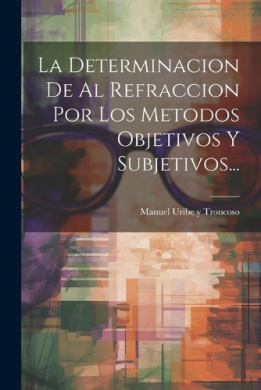 La Determinacion
De Al Refraccion
Por Los Metodos
Objetivos Y
Subjetivos...
Manuel Uribe y Troncoso